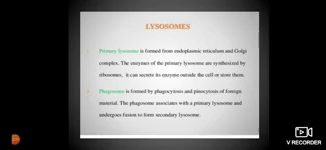 LYSOSOMES
Primary lysosome is formed from endoplasmic reticulum and Golgi
complex. The enzymes of the primary lysosome are synthesized by
ribosomes, it can secrete its enzyme outside the cell or store them.
Phagosome is formed by phagocytosis and pinocytosis of foreign
material. The phagosome associates with a primary lysosome and
undergoes fusion to form secondary lysosome.
V RECORDER